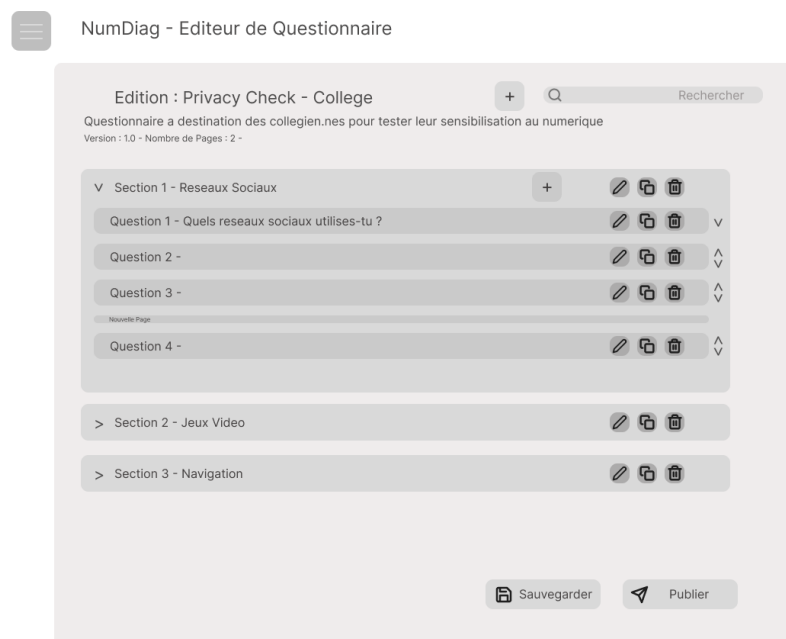 NumDiag - Editeur de Questionnaire
Edition : Privacy Check - College
+
Rechercher
Questionnaire a destination des collegien.nes pour tester leur sensibilisation au numerique
Version : 1.0 - Nombre de Pages : 2 -
Section 1 - Reseaux Sociaux
+
Question 1 - Quels reseaux sociaux utilises-tu ?
Question 2 -
Question 3 -
Nouvelle Page
Question 4 -
> Section 2 - Jeux Video
> Section 3 - Navigation
Sauvegarder
Publier